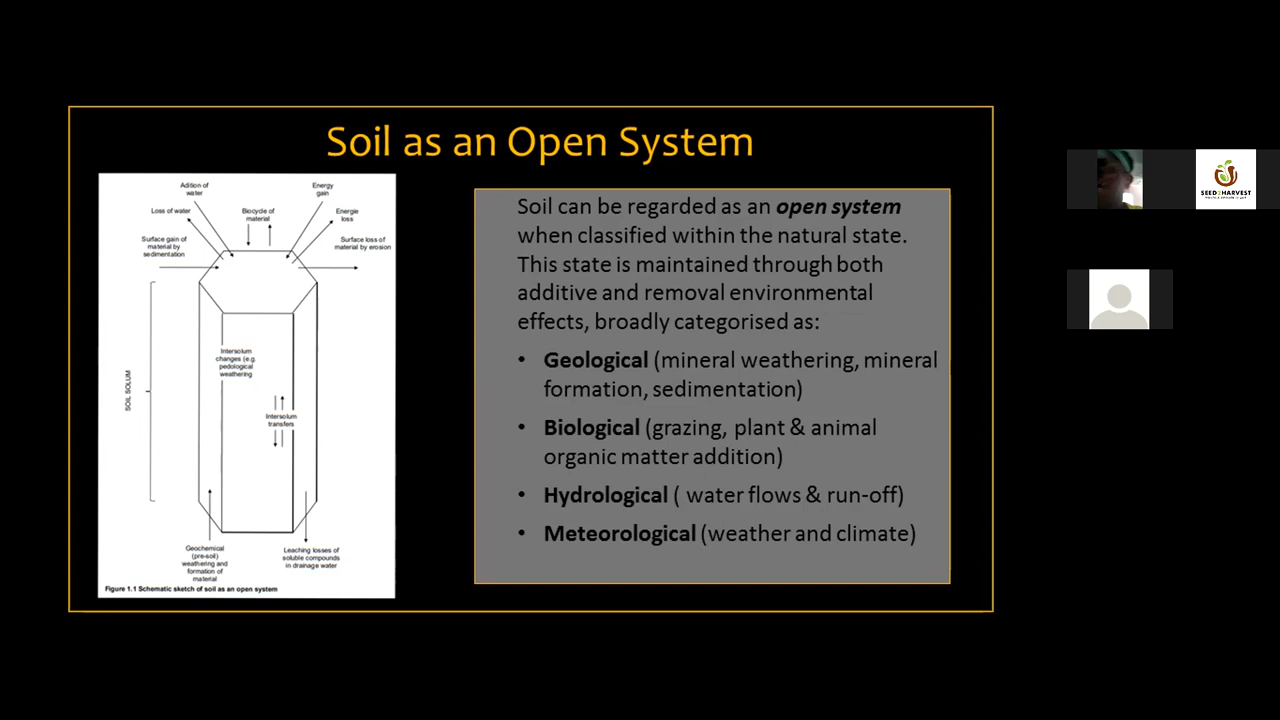 Soil as an Open System
Adition of
water
Energy
gain
Loss of water
Biocycle of
material
Energie
loss
Surface gain of
material by
sedimentation
Surface loss of
material by erosion
SOIL SOLUM
Intersolum
changes (e.g.
pedological
weathering
Intersolum
transfers
Geochemical
(pre-soil)
weathering and
formation of
material
Leaching losses of
soluble compounds
in drainage water
Figure 1.1 Schematic sketch of soil as an open system
Soil can be regarded as an open system
when classified within the natural state.
This state is maintained through both
additive and removal environmental
effects, broadly categorised as:
• Geological (mineral weathering, mineral
formation, sedimentation)
• Biological (grazing, plant & animal
organic matter addition)
• Hydrological ( water flows & run-off)
• Meteorological (weather and climate)
SEED HARVEST